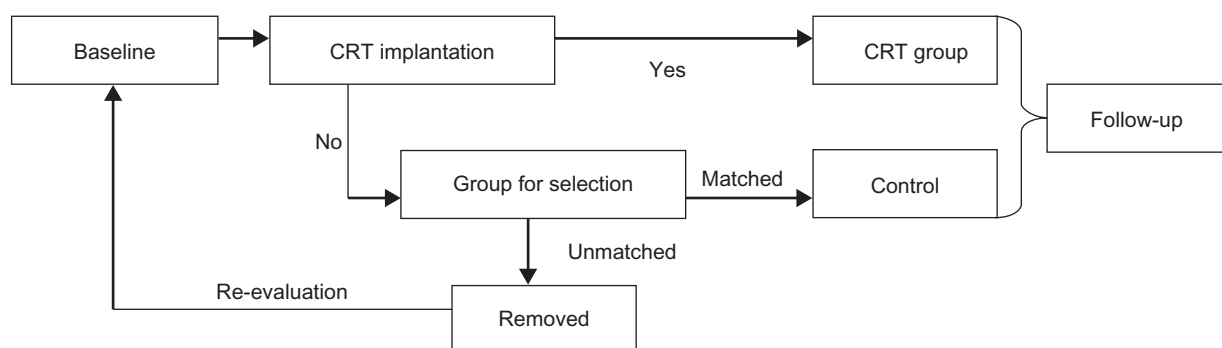 Baseline
CRT implantation
Yes
CRT group
Follow-up
No
Group for selection
Matched
Control
Unmatched
Re-evaluation
Removed